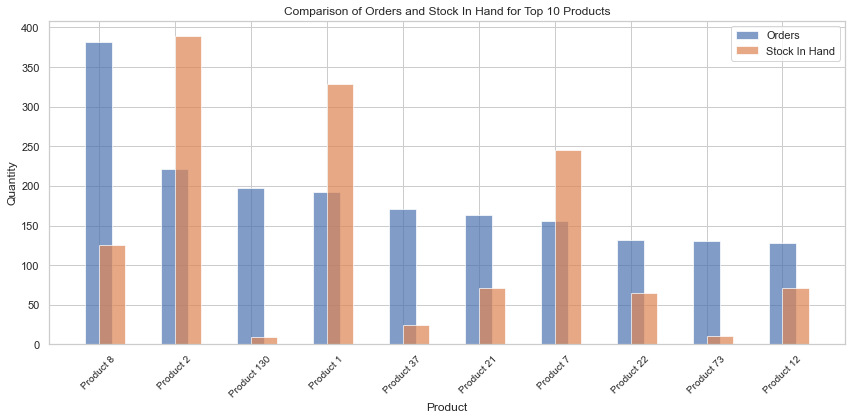 Comparison of Orders and Stock In Hand for Top 10 Products
Orders
Stock In Hand
Quantity
400
350
300
250
200
150
100
50
0
Product 8
Product 2
Product 130
Product 1
Product 37
Product 21
Product 7
Product 22
Product 73
Product 12
Product